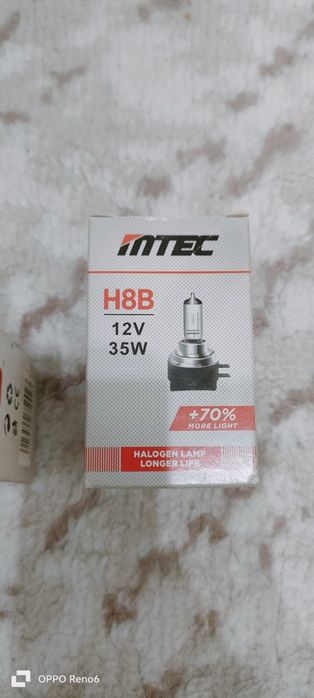 INTEC
H8B
12V
35W
+70%
MORE LIGHT
HALOGEN LAMP
LONGER LIFE
OPPO Reno6